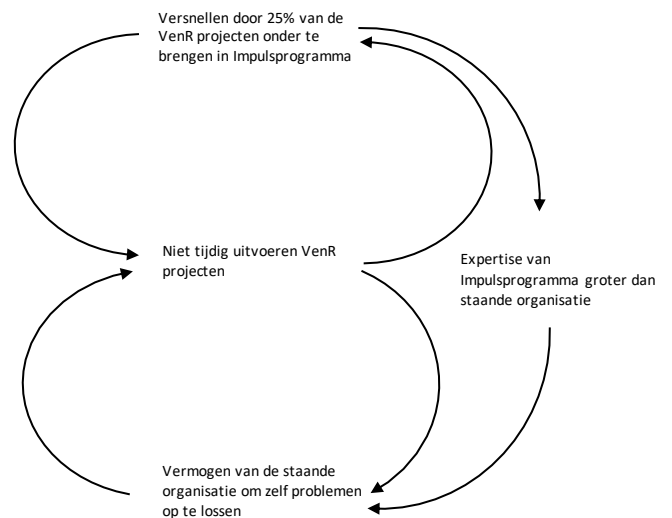 Versnellen door 25% van de
VenR projecten onder te
brengen in Impulsprogramma
Niet tijdig uitvoeren VenR
projecten
Expertise van
Impulsprogramma groter dan
staande organisatie
Vermogen van de staande
organisatie om zelf problemen
op te lossen